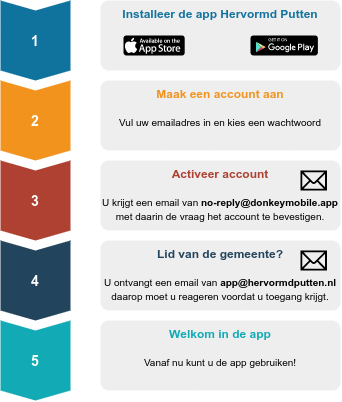 1
Installeer de app Hervormd Putten
Available on the
App Store
GET IT ON
Google Play
2
Maak een account aan
Vul uw emailadres in en kies een wachtwoord
3
Activeer account
U krijgt een email van no-reply@donkeymobile.app
met daarin de vraag het account te bevestigen.
4
Lid van de gemeente?
U ontvangt een email van app@hervormdputten.nl
daarop moet u reageren voordat u toegang krijgt.
5
Welkom in de app
Vanaf nu kunt u de app gebruiken!